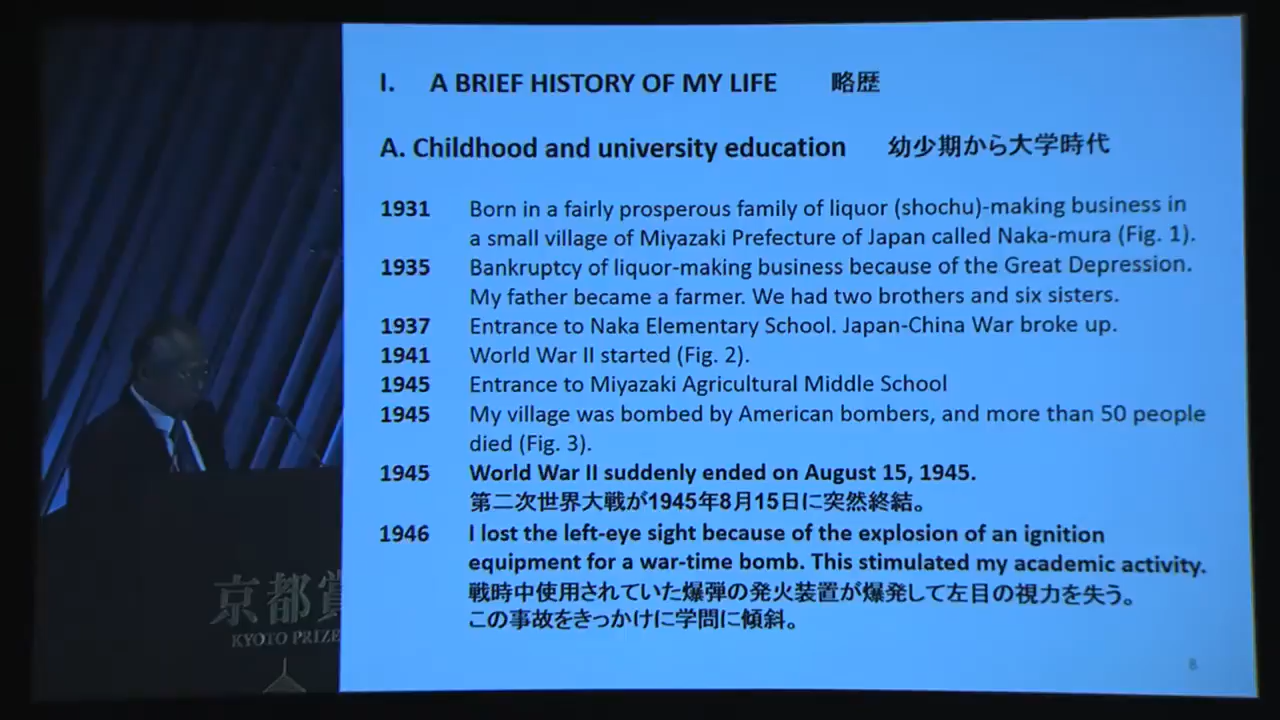 I. A BRIEF HISTORY OF MY LIFE 略歴
A. Childhood and university education 幼少期から大学時代
1931 Born in a fairly prosperous family of liquor (shochu)-making business in
a small village of Miyazaki Prefecture of Japan called Naka-mura (Fig. 1).
1935 Bankruptcy of liquor-making business because of the Great Depression.
My father became a farmer. We had two brothers and six sisters.
1937 Entrance to Naka Elementary School. Japan-China War broke up.
1941 World War II started (Fig. 2).
1945 Entrance to Miyazaki Agricultural Middle School
1945 My village was bombed by American bombers, and more than 50 people
died (Fig. 3).
1945 World War II suddenly ended on August 15, 1945.
第二次世界大戦が1945年8月15日に突然終結。
1946 I lost the left-eye sight because of the explosion of an ignition
equipment for a war-time bomb. This stimulated my academic activity.
戦時中使用されていた爆弾の発火装置が爆発して左目の視力を失う。
この事故をきっかけに学問に傾斜。
8
京都賞
KYOTO PRIZE